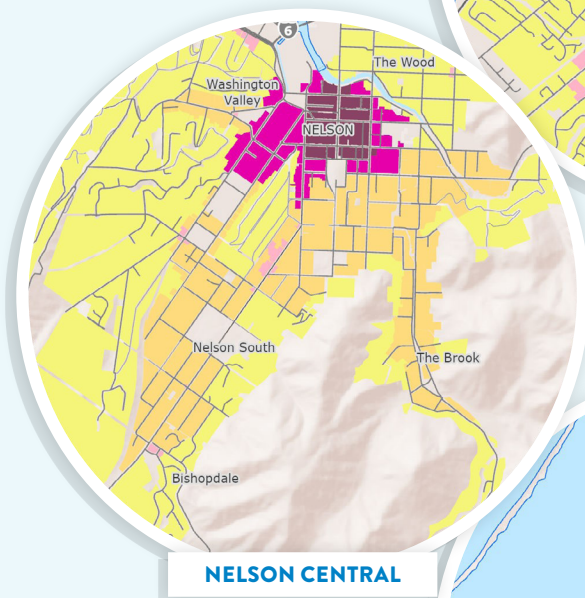 6
The Wood
Washington
Valley
NELSON
Nelson South
The Brook
Bishopdale
NELSON CENTRAL